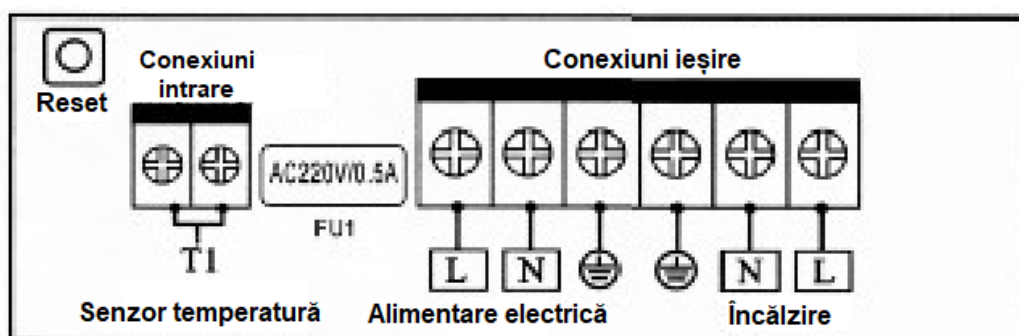 Reset
Conexiuni
intrare
Conexiuni ieșire
AC220V/0.5A
FU1
T1
L N N L
Senzor temperatură
Alimentare electrică
Încălzire